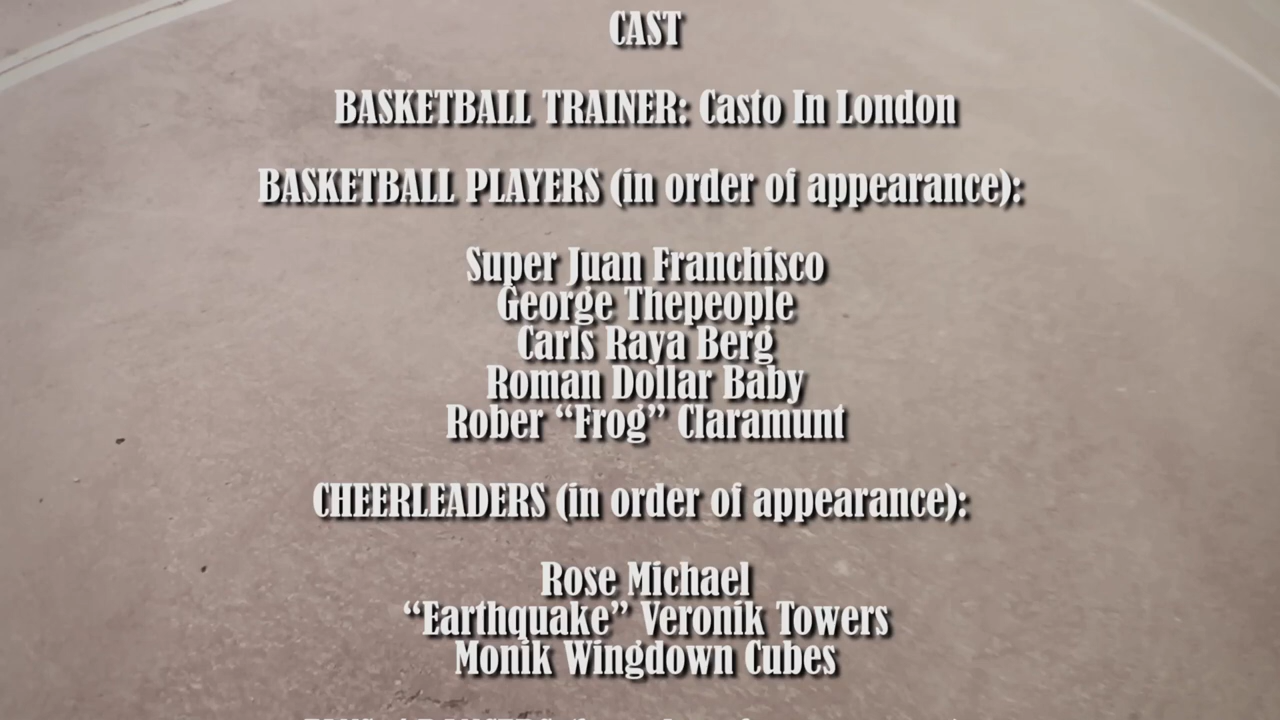 CAST
BASKETBALL TRAINER: Casto In London
BASKETBALL PLAYERS (in order of appearance):
Super Juan Franchisco
George Thepeople
Carls Raya Berg
Roman Dollar Baby
Rober “Frog” Claramunt
CHEERLEADERS (in order of appearance):
Rose Michael
“Earthquake” Veronik Towers
Monik Wingdown Cubes